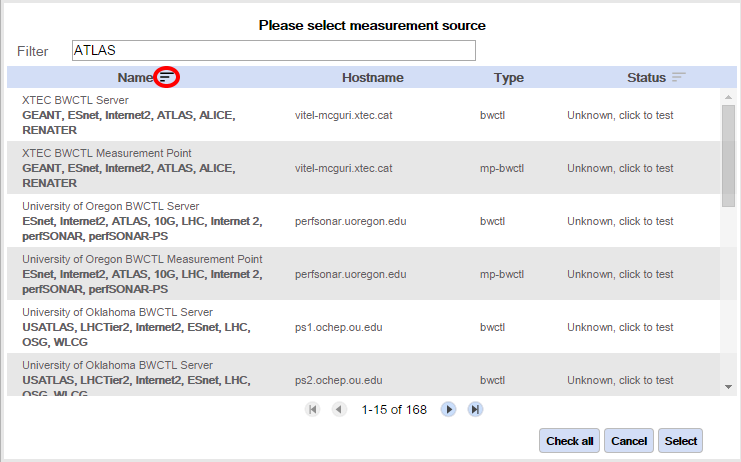 Please select measurement source
Filter ATLAS
Name Hostname Type Status
XTEC BWCTL Server
GEANT, ESnet, Internet2, ATLAS, ALICE,
RENATER
vitel-mcguri.xtec.cat bwctl Unknown, click to test
XTEC BWCTL Measurement Point
GEANT, ESnet, Internet2, ATLAS, ALICE,
RENATER
vitel-mcguri.xtec.cat mp-bwctl Unknown, click to test
University of Oregon BWCTL Server
ESnet, Internet2, ATLAS, 10G, LHC, Internet 2,
perfSONAR, perfSONAR-PS
perfsonar.uoregon.edu bwctl Unknown, click to test
University of Oregon BWCTL Measurement Point
ESnet, Internet2, ATLAS, 10G, LHC, Internet 2,
perfSONAR, perfSONAR-PS
perfsonar.uoregon.edu mp-bwctl Unknown, click to test
University of Oklahoma BWCTL Server
USATLAS, LHCTier2, Internet2, ESnet, LHC,
OSG, WLCG
ps1.ochep.ou.edu bwctl Unknown, click to test
University of Oklahoma BWCTL Server
USATLAS, LHCTier2, Internet2, ESnet, LHC,
OSG, WLCG
ps2.ochep.ou.edu bwctl Unknown, click to test
1-15 of 168
Check all Cancel Select